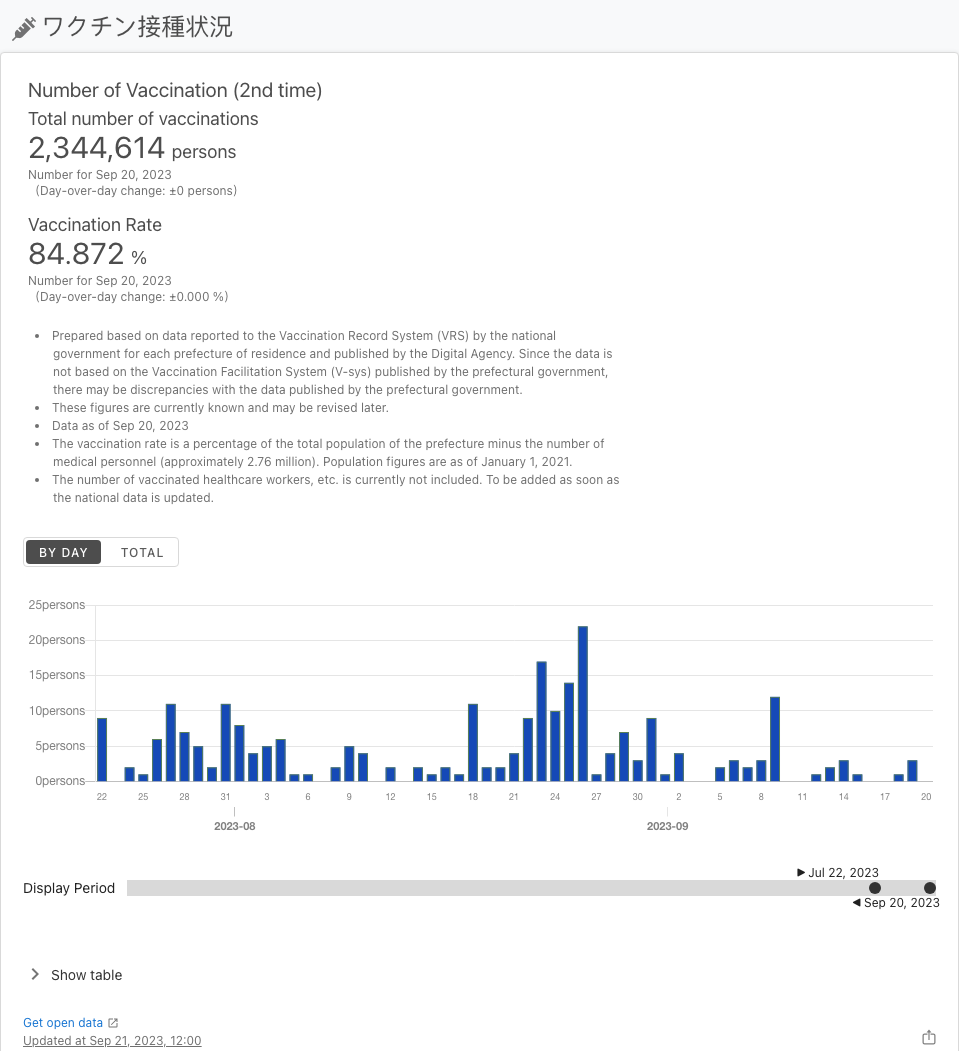 ワクチン接種状況
Number of Vaccination (2nd time)
Total number of vaccinations
2,344,614 persons
Number for Sep 20, 2023
(Day-over-day change: ±0 persons)
Vaccination Rate
84.872 %
Number for Sep 20, 2023
(Day-over-day change: ±0.000 %)
• Prepared based on data reported to the Vaccination Record System (VRS) by the national
government for each prefecture of residence and published by the Digital Agency. Since the data is
not based on the Vaccination Facilitation System (V-sys) published by the prefectural government,
there may be discrepancies with the data published by the prefectural government.
• These figures are currently known and may be revised later.
• Data as of Sep 20, 2023
• The vaccination rate is a percentage of the total population of the prefecture minus the number of
medical personnel (approximately 2.76 million). Population figures are as of January 1, 2021.
• The number of vaccinated healthcare workers, etc. is currently not included. To be added as soon as
the national data is updated.
BY DAY TOTAL
25persons
20persons
15persons
10persons
5persons
0persons
22 25 28 31 3 6 9 12 15 18 21 24 27 30 2 5 8 11 14 17 20
2023-08 2023-09
▶ Jul 22, 2023
Display Period
◀ Sep 20, 2023
Show table
Get open data
Updated at Sep 21, 2023, 12:00